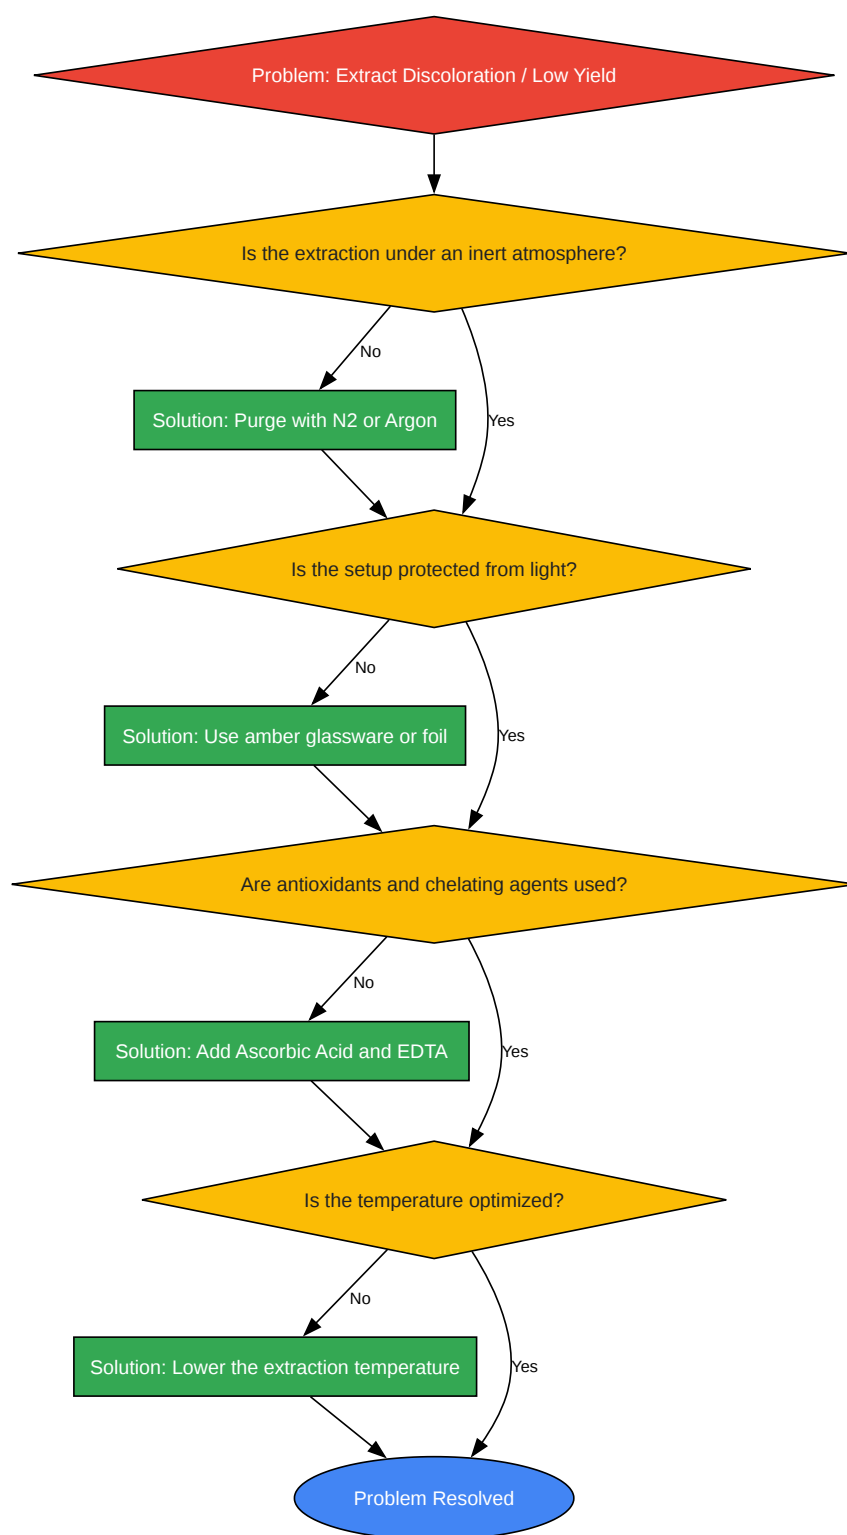 Problem: Extract Discoloration / Low Yield
Is the extraction under an inert atmosphere?
No
Solution: Purge with N2 or Argon
Yes
Is the setup protected from light?
No
Solution: Use amber glassware or foil
Yes
Are antioxidants and chelating agents used?
No
Solution: Add Ascorbic Acid and EDTA
Yes
Is the temperature optimized?
No
Solution: Lower the extraction temperature
Yes
Problem Resolved